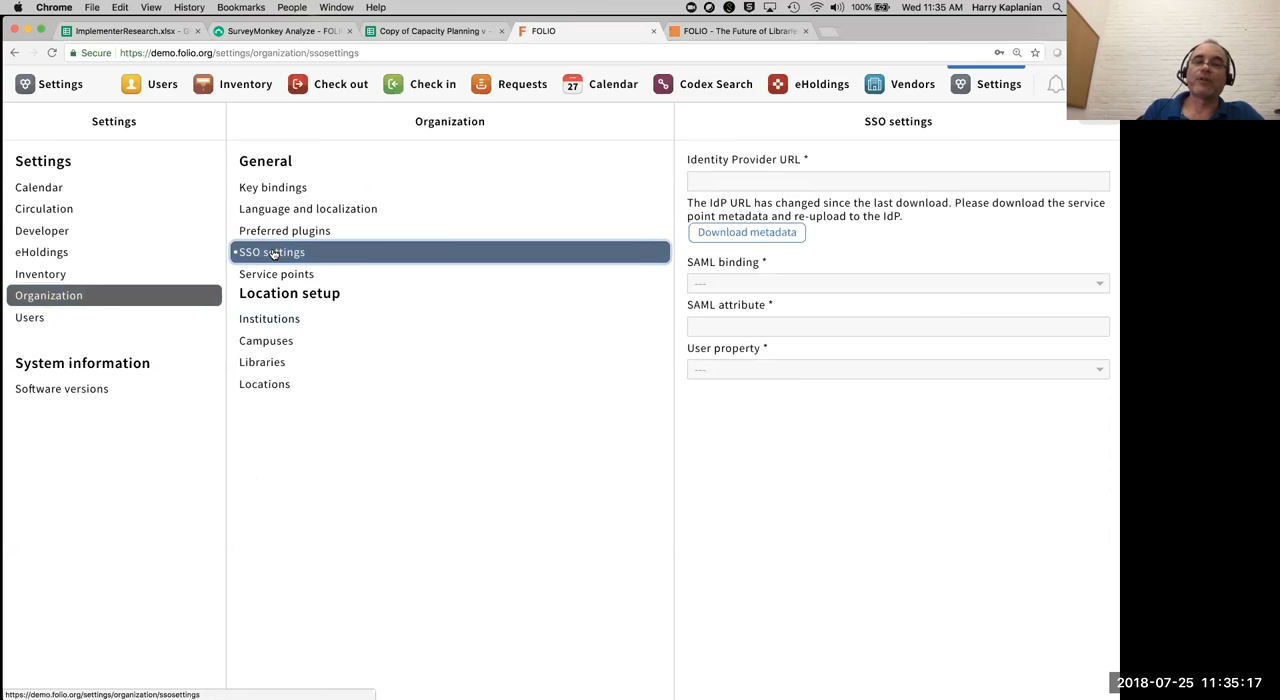 Chrome File Edit View History Bookmarks People Window Help 100% Wed 11:35 AM Harry Kaplanian
ImplementerResearch.xlsx - G × SurveyMonkey Analyze - FOLI × Copy of Capacity Planning v × FOLIO × FOLIO - The Future of Librarie ×
Secure https://demo.folio.org/settings/organization/ssosettings
Settings Users Inventory Check out Check in Requests 27 Calendar Codex Search eHoldings Vendors Settings
Settings
Organization
SSO settings
Settings
Calendar
Circulation
Developer
eHoldings
Inventory
Organization
Users
System information
Software versions
General
Key bindings
Language and localization
Preferred plugins
• SSO settings
Service points
Location setup
Institutions
Campuses
Libraries
Locations
Identity Provider URL *
The IdP URL has changed since the last download. Please download the service
point metadata and re-upload to the IdP.
Download metadata
SAML binding *
---
SAML attribute *
User property *
---
https://demo.folio.org/settings/organization/ssosettings
2018-07-25 11:35:17